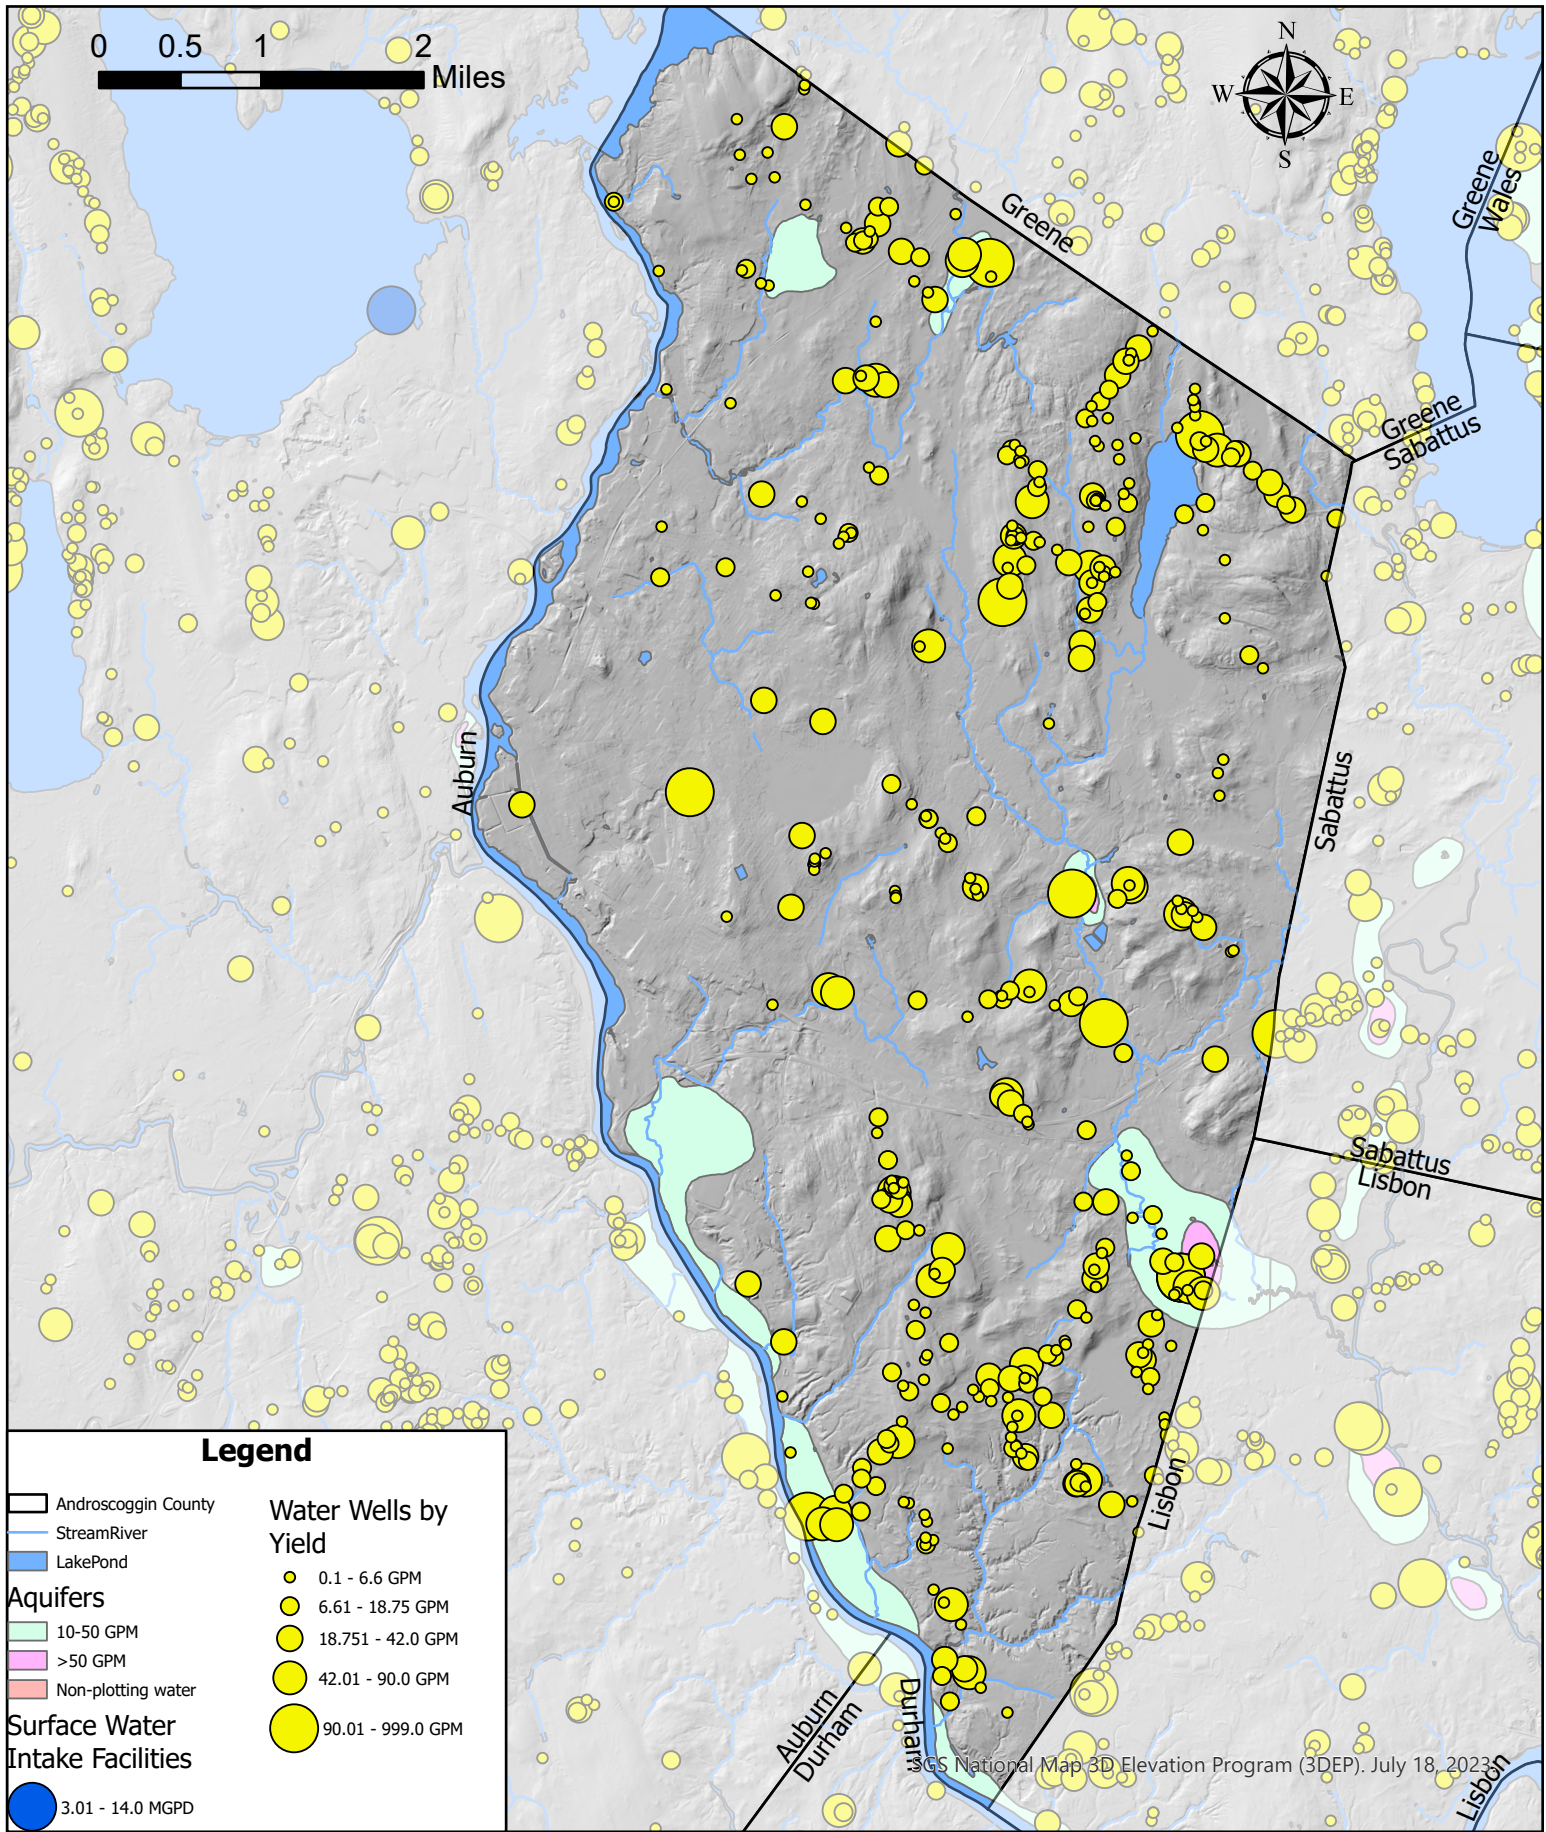 0 0.5 1 2
Miles
N
W E
S
Greene
Wales
Greene
Greene
Sabattus
Auburn
Sabattus
Sabattus
Lisbon
Lisbon
Auburn
Durham
Durham
Lisbon
SGS National Map 3D Elevation Program (3DEP). July 18, 2023.
Legend
Androscoggin County
StreamRiver
LakePond
Aquifers
10-50 GPM
>50 GPM
Non-plotting water
Surface Water
Intake Facilities
3.01 - 14.0 MGPD
Water Wells by
Yield
0.1 - 6.6 GPM
6.61 - 18.75 GPM
18.751 - 42.0 GPM
42.01 - 90.0 GPM
90.01 - 999.0 GPM